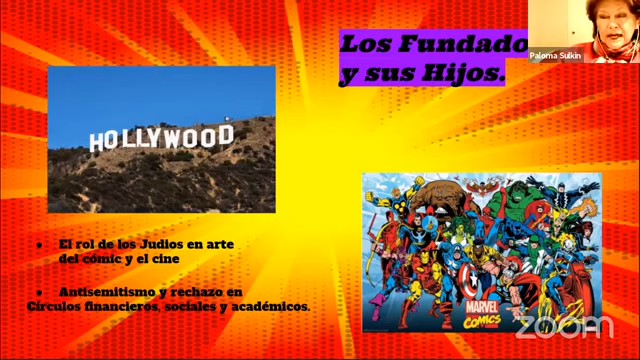 Los Fundado
y sus Hijos.
Paloma Sulkin
HOLLYWOOD
El rol de los Judios en arte
del cómic y el cine
Antisemitismo y rechazo en
Círculos financieros, sociales y académicos.
MARVEL
COMICS
zoom